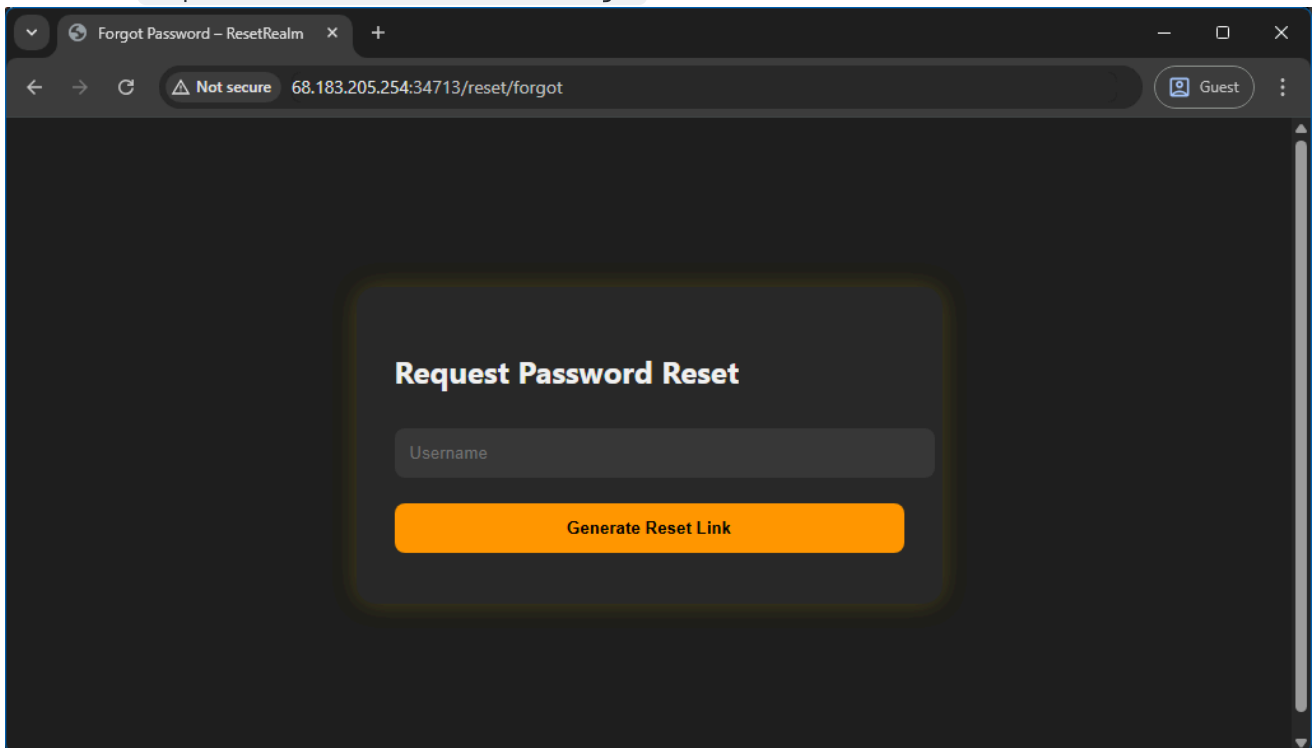 Forgot Password – ResetRealm
Not secure 68.183.205.254:34713/reset/forgot Guest
Request Password Reset
Username
Generate Reset Link